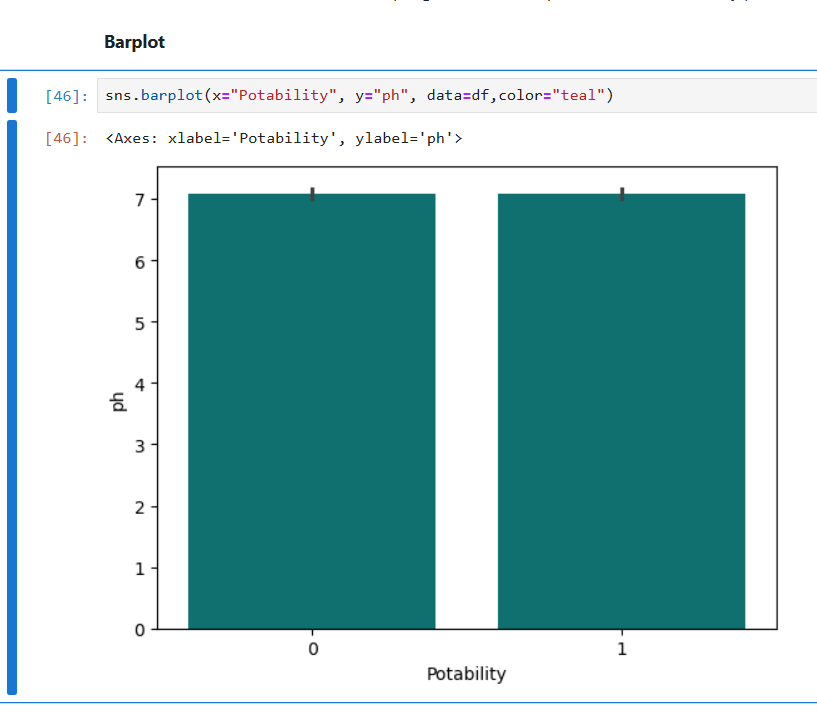 Barplot
[46]: sns.barplot(x="Potability", y="ph", data=df,color="teal")
[46]: <Axes: xlabel='Potability', ylabel='ph'>
7
6
5
4
3
2
1
0
ph
0 1
Potability